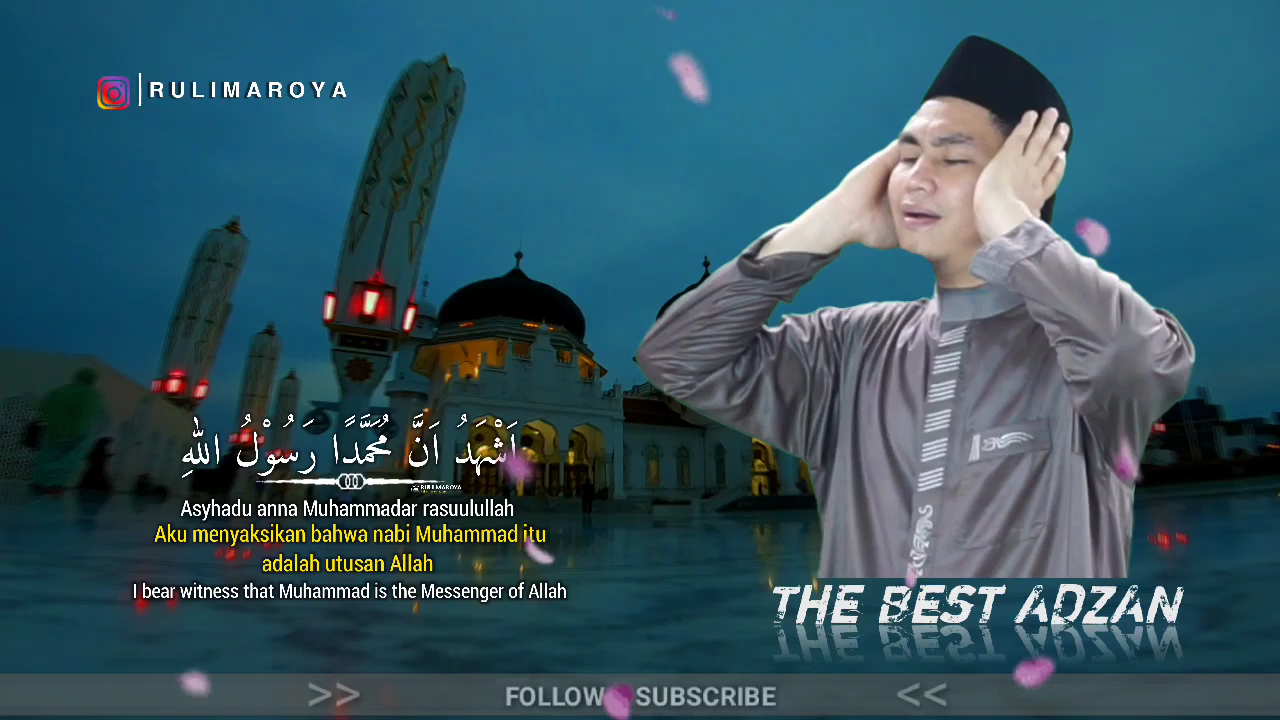 RULIMAROYA
اَشْهَدُ اَنَّ مُحَمَّدًا رَسُوْلُ اللهِ
RULIMAROYA
Asyhadu anna Muhammadar rasuulullah
Aku menyaksikan bahwa nabi Muhammad itu
adalah utusan Allah
I bear witness that Muhammad is the Messenger of Allah
THE BEST ADZAN
>> FOLLOW SUBSCRIBE <<